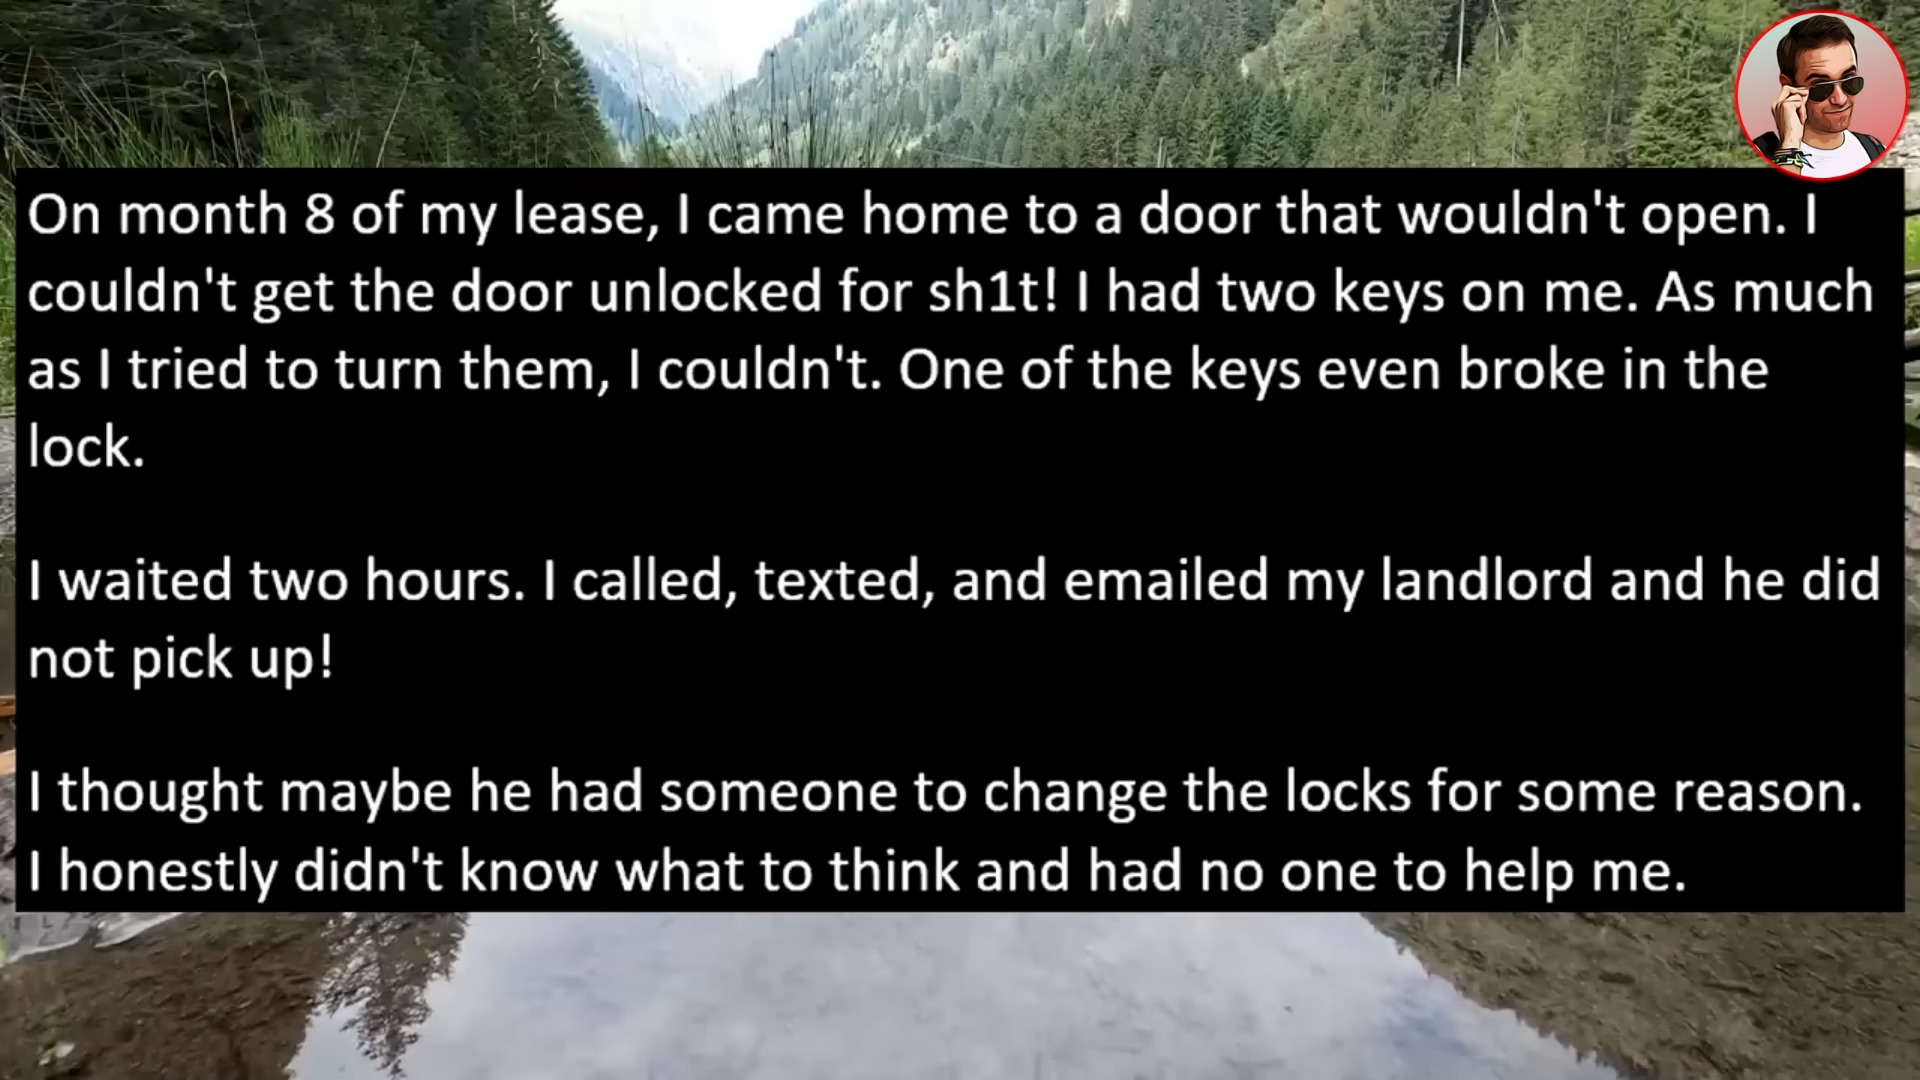 On month 8 of my lease, I came home to a door that wouldn't open. I
couldn't get the door unlocked for sh1t! I had two keys on me. As much
as I tried to turn them, I couldn't. One of the keys even broke in the
lock.
I waited two hours. I called, texted, and emailed my landlord and he did
not pick up!
I thought maybe he had someone to change the locks for some reason.
I honestly didn't know what to think and had no one to help me.